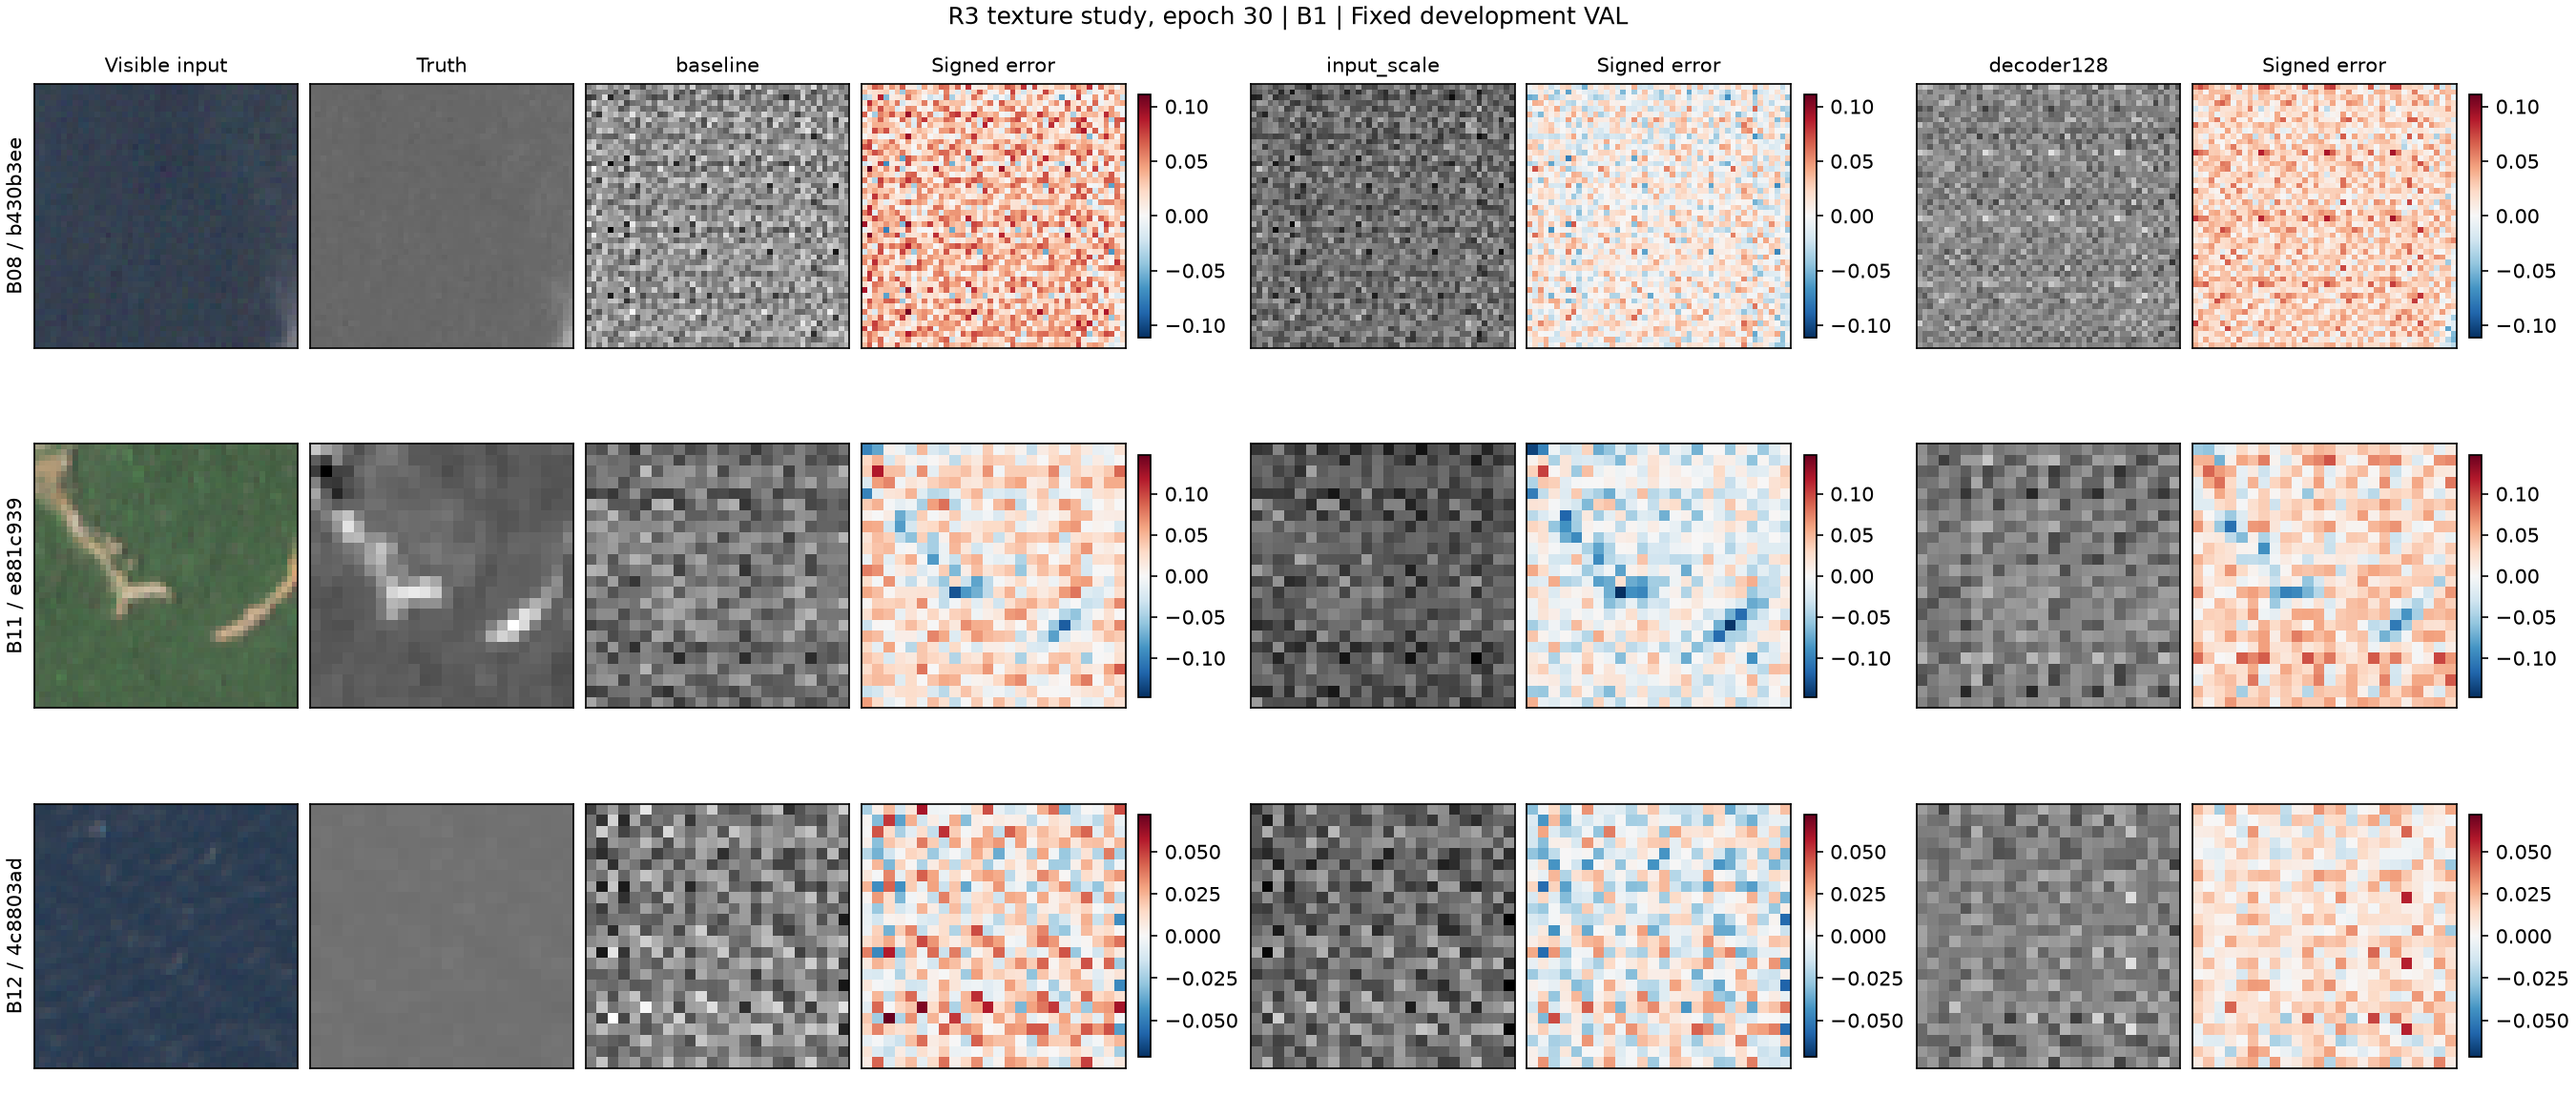 R3 texture study, epoch 30 | B1 | Fixed development VAL
Visible input Truth baseline Signed error input_scale Signed error decoder128 Signed error
B08 / b430b3ee
0.10 0.10 0.10
0.05 0.05 0.05
0.00 0.00 0.00
−0.05 −0.05 −0.05
−0.10 −0.10 −0.10
B11 / e881c939
0.10 0.10 0.10
0.05 0.05 0.05
0.00 0.00 0.00
−0.05 −0.05 −0.05
−0.10 −0.10 −0.10
B12 / 4c8803ad
0.050 0.050 0.050
0.025 0.025 0.025
0.000 0.000 0.000
−0.025 −0.025 −0.025
−0.050 −0.050 −0.050